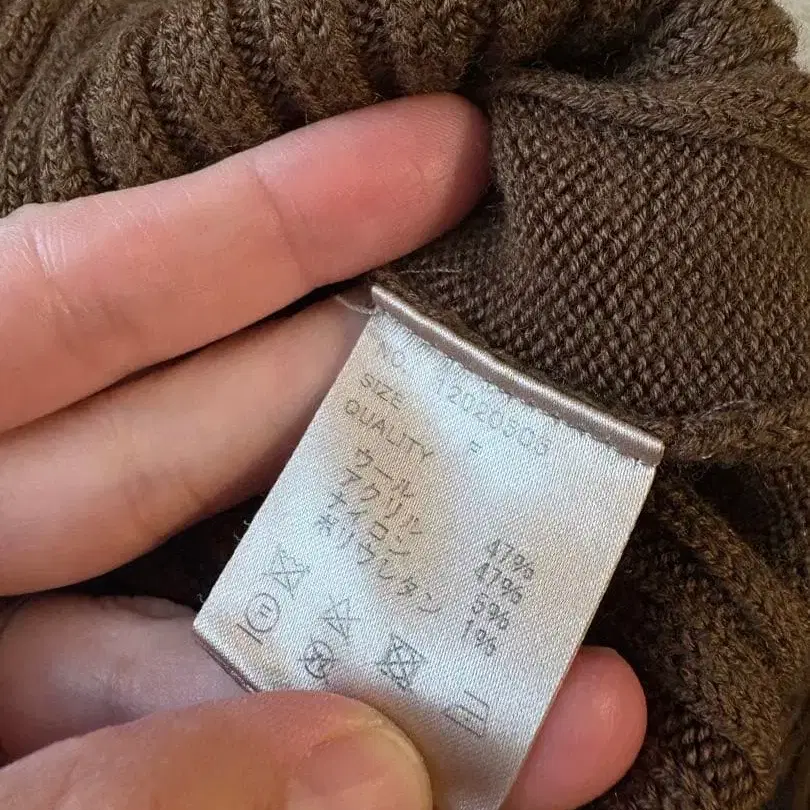 NO. 12020903
SIZE =
QUALITY
ウール 47%
アクリル 47%
ナイロン 5%
ポリウレタン 1%